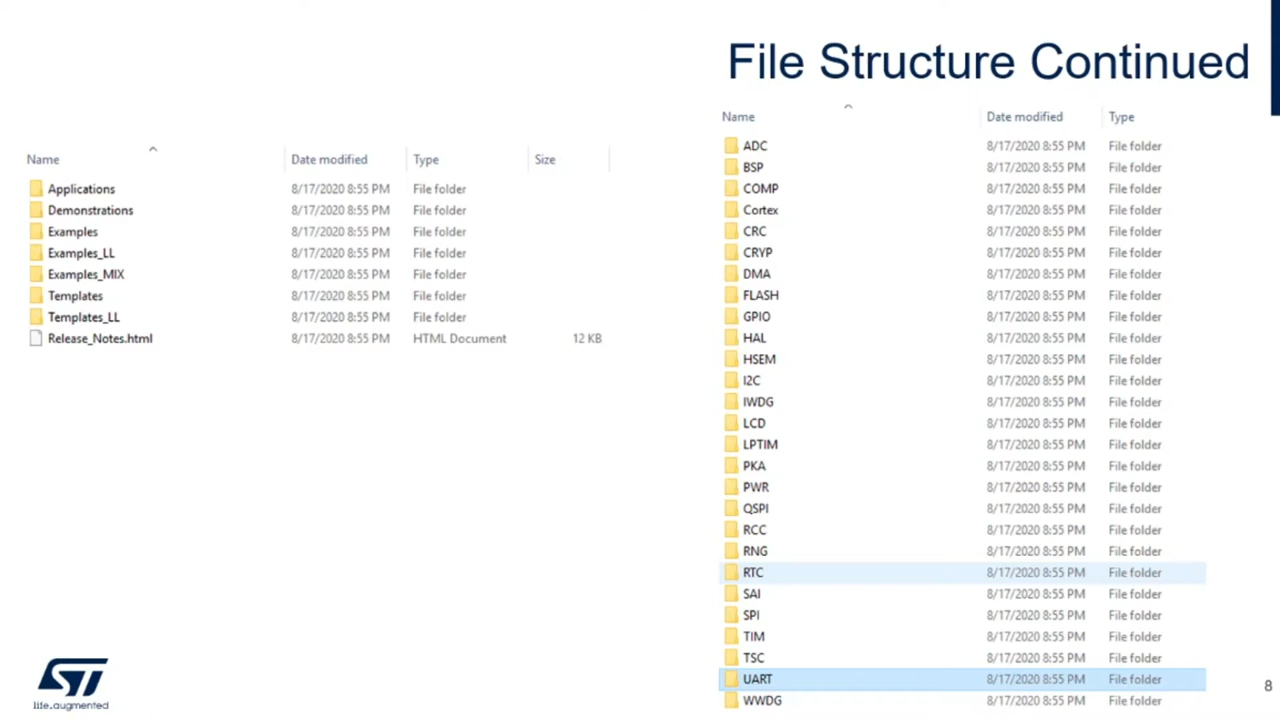 File Structure Continued
Name Date modified Type Size
Applications 8/17/2020 8:55 PM File folder
Demonstrations 8/17/2020 8:55 PM File folder
Examples 8/17/2020 8:55 PM File folder
Examples_LL 8/17/2020 8:55 PM File folder
Examples_MIX 8/17/2020 8:55 PM File folder
Templates 8/17/2020 8:55 PM File folder
Templates_LL 8/17/2020 8:55 PM File folder
Release_Notes.html 8/17/2020 8:55 PM HTML Document 12 KB
Name Date modified Type
ADC 8/17/2020 8:55 PM File folder
BSP 8/17/2020 8:55 PM File folder
COMP 8/17/2020 8:55 PM File folder
Cortex 8/17/2020 8:55 PM File folder
CRC 8/17/2020 8:55 PM File folder
CRYP 8/17/2020 8:55 PM File folder
DMA 8/17/2020 8:55 PM File folder
FLASH 8/17/2020 8:55 PM File folder
GPIO 8/17/2020 8:55 PM File folder
HAL 8/17/2020 8:55 PM File folder
HSEM 8/17/2020 8:55 PM File folder
I2C 8/17/2020 8:55 PM File folder
IWDG 8/17/2020 8:55 PM File folder
LCD 8/17/2020 8:55 PM File folder
LPTIM 8/17/2020 8:55 PM File folder
PKA 8/17/2020 8:55 PM File folder
PWR 8/17/2020 8:55 PM File folder
QSPI 8/17/2020 8:55 PM File folder
RCC 8/17/2020 8:55 PM File folder
RNG 8/17/2020 8:55 PM File folder
RTC 8/17/2020 8:55 PM File folder
SAI 8/17/2020 8:55 PM File folder
SPI 8/17/2020 8:55 PM File folder
TIM 8/17/2020 8:55 PM File folder
TSC 8/17/2020 8:55 PM File folder
UART 8/17/2020 8:55 PM File folder
WWDG 8/17/2020 8:55 PM File folder
ST
life.augmented
8